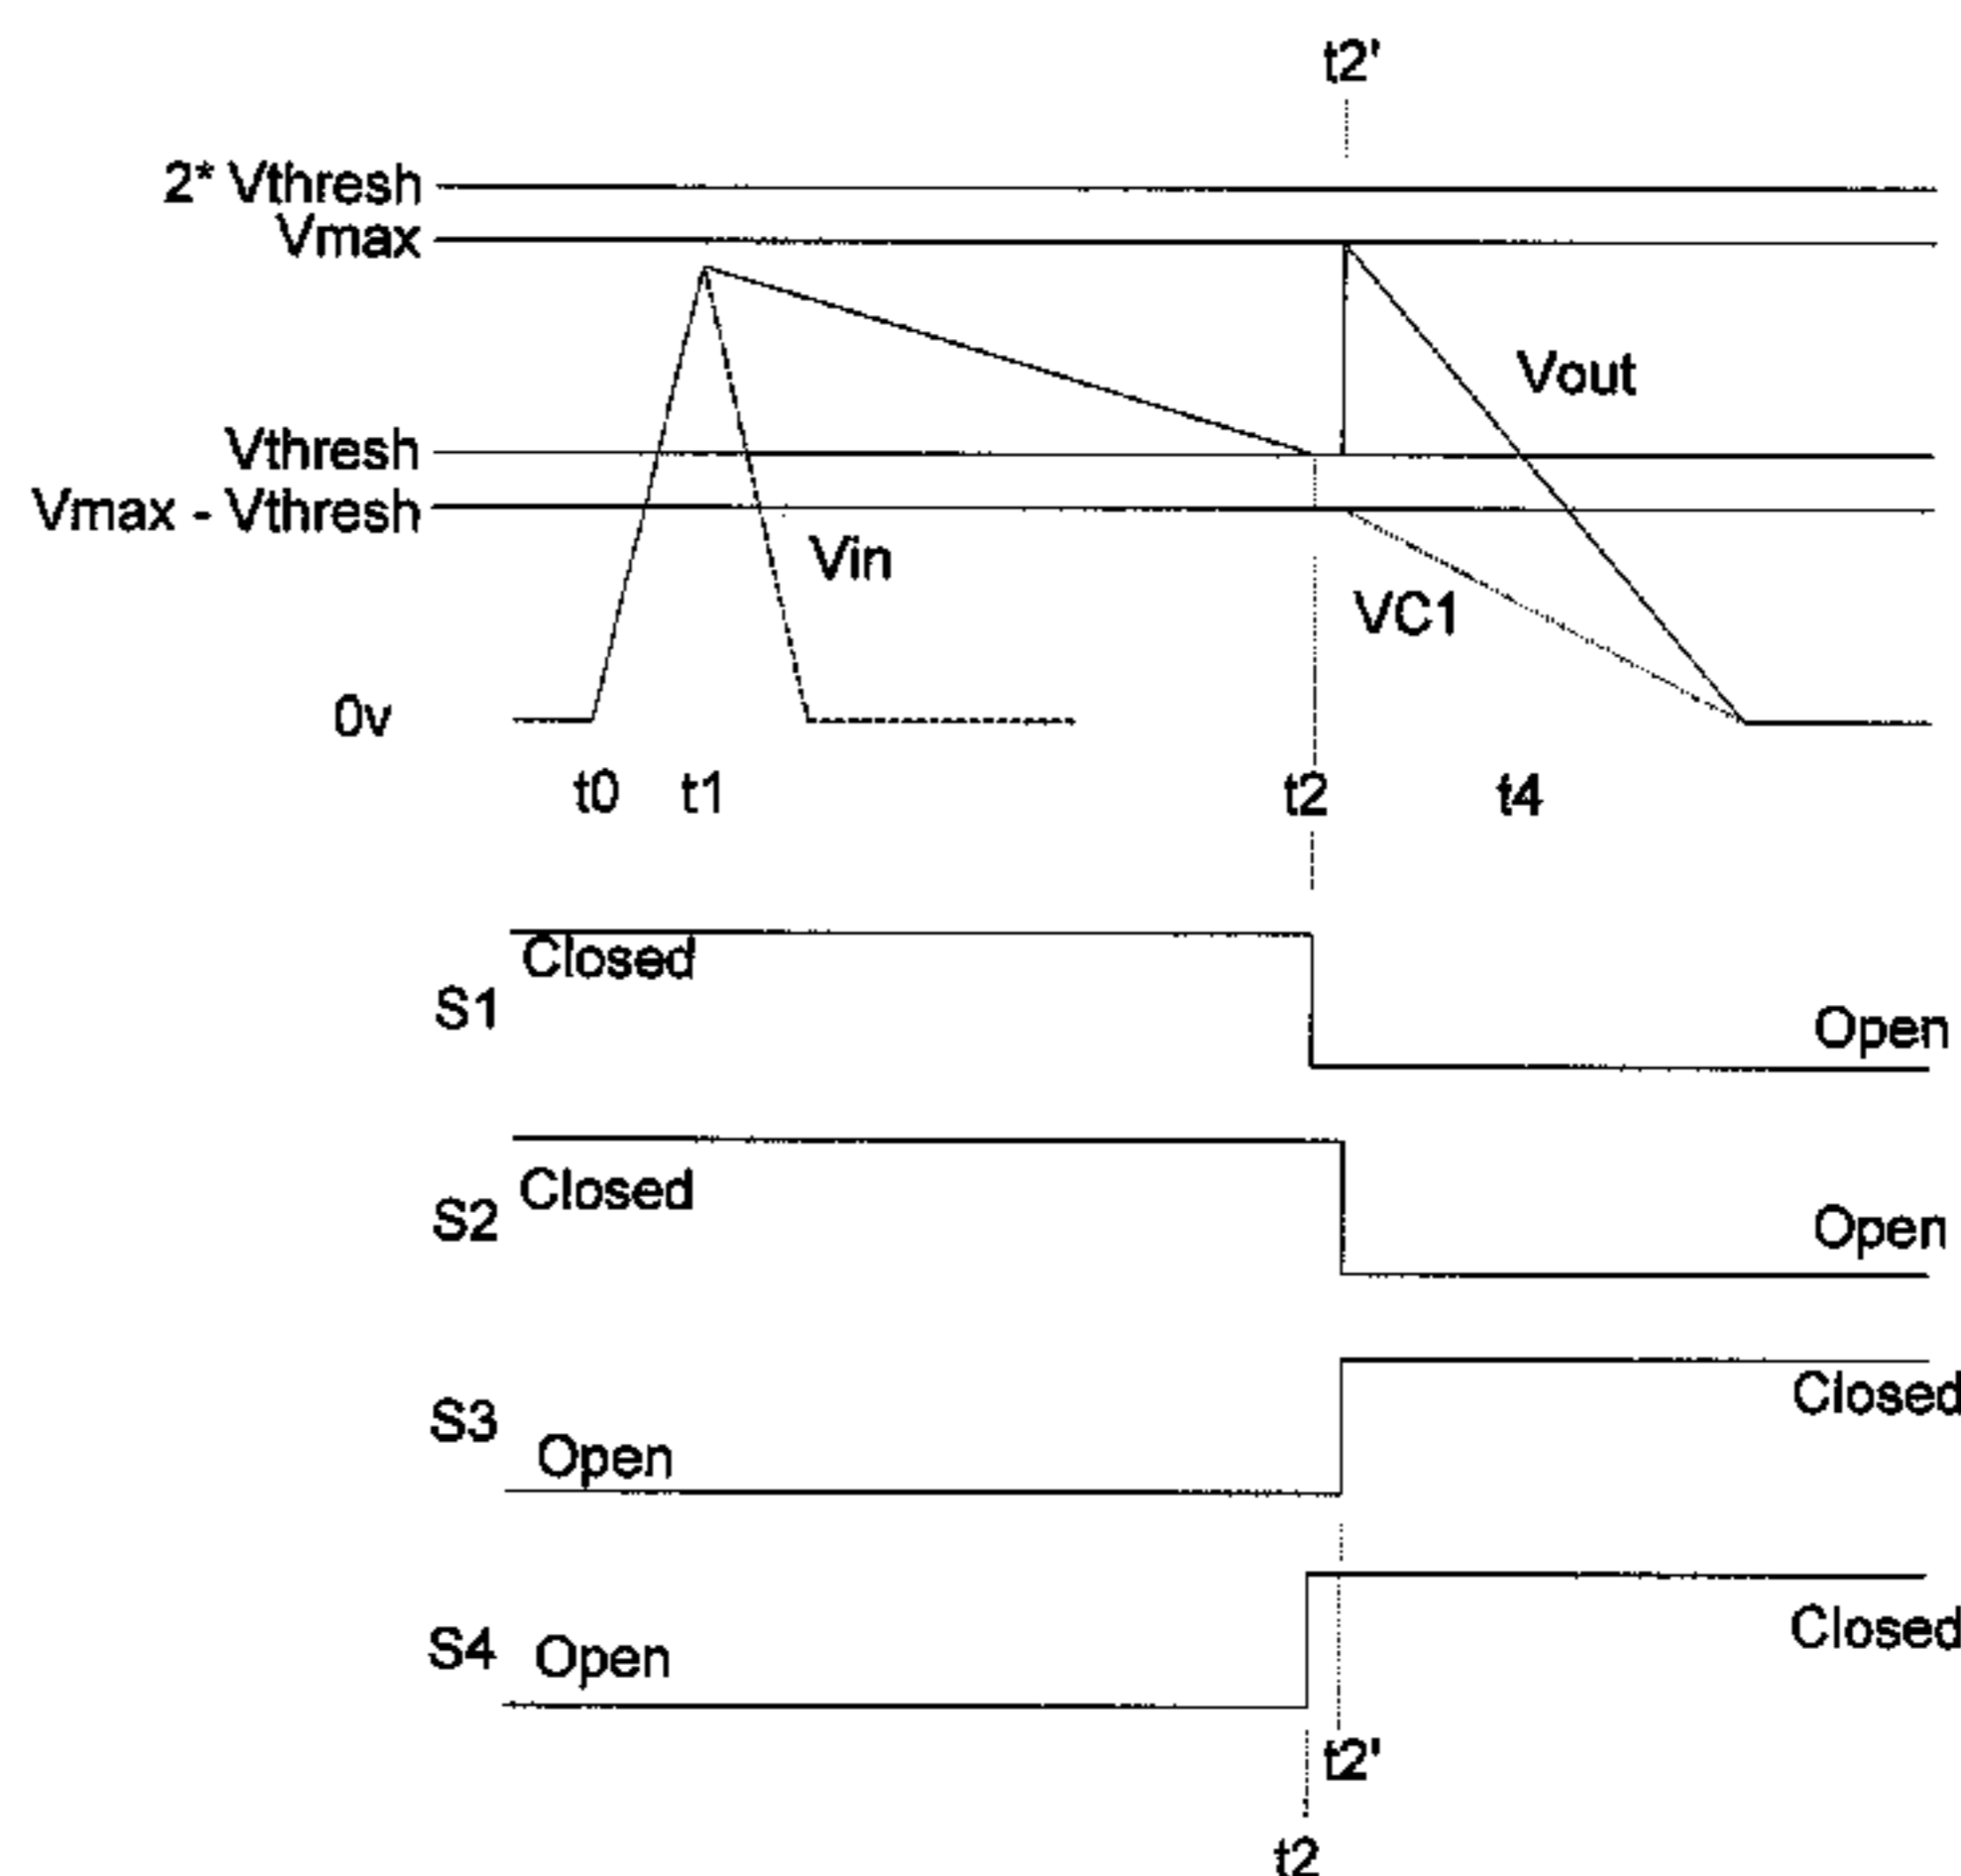 t2'
2* Vthresh
Vmax
Vout
Vthresh
Vmax - Vthresh
Vin
VC1
0v
t0 t1 t2 t4
Closed
S1
Open
Closed
S2
Open
Closed
S3
Open
Closed
S4 Open
t2'
t2